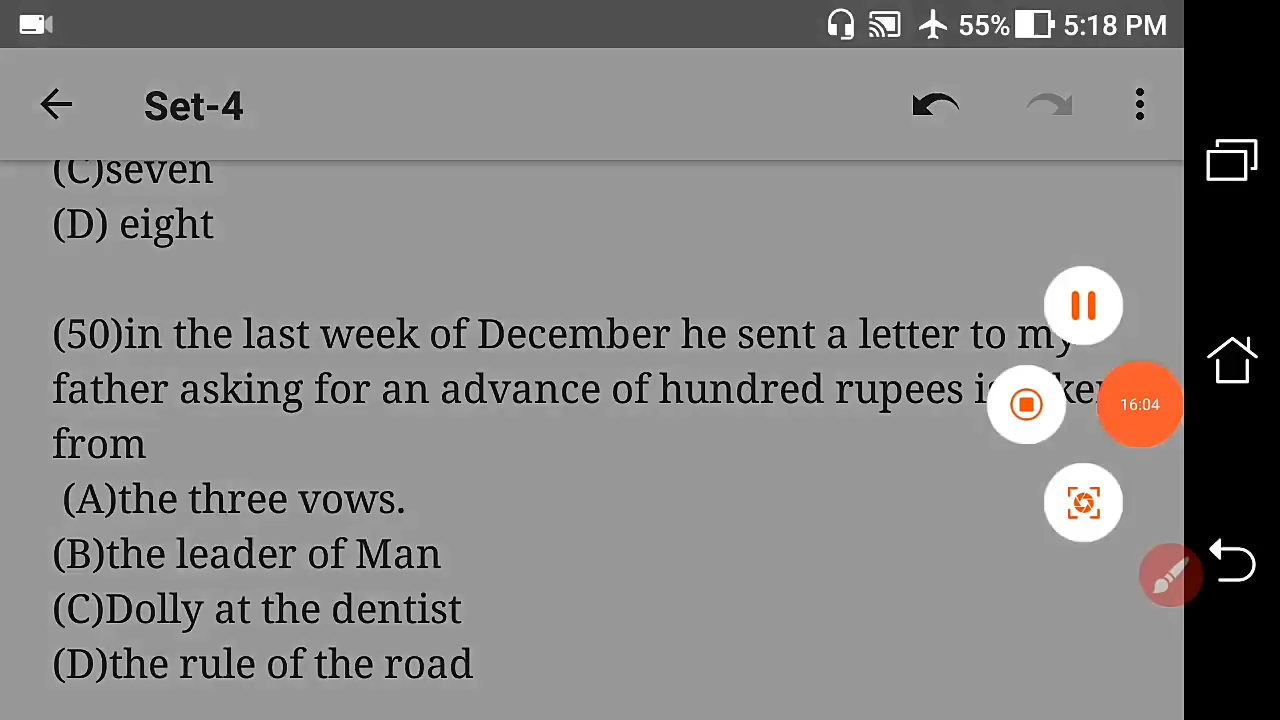 55% 5:18 PM
Set-4
(C)seven
(D) eight
(50)in the last week of December he sent a letter to my
father asking for an advance of hundred rupees
from
(A)the three vows.
(B)the leader of Man
(C)Dolly at the dentist
(D)the rule of the road
16:04